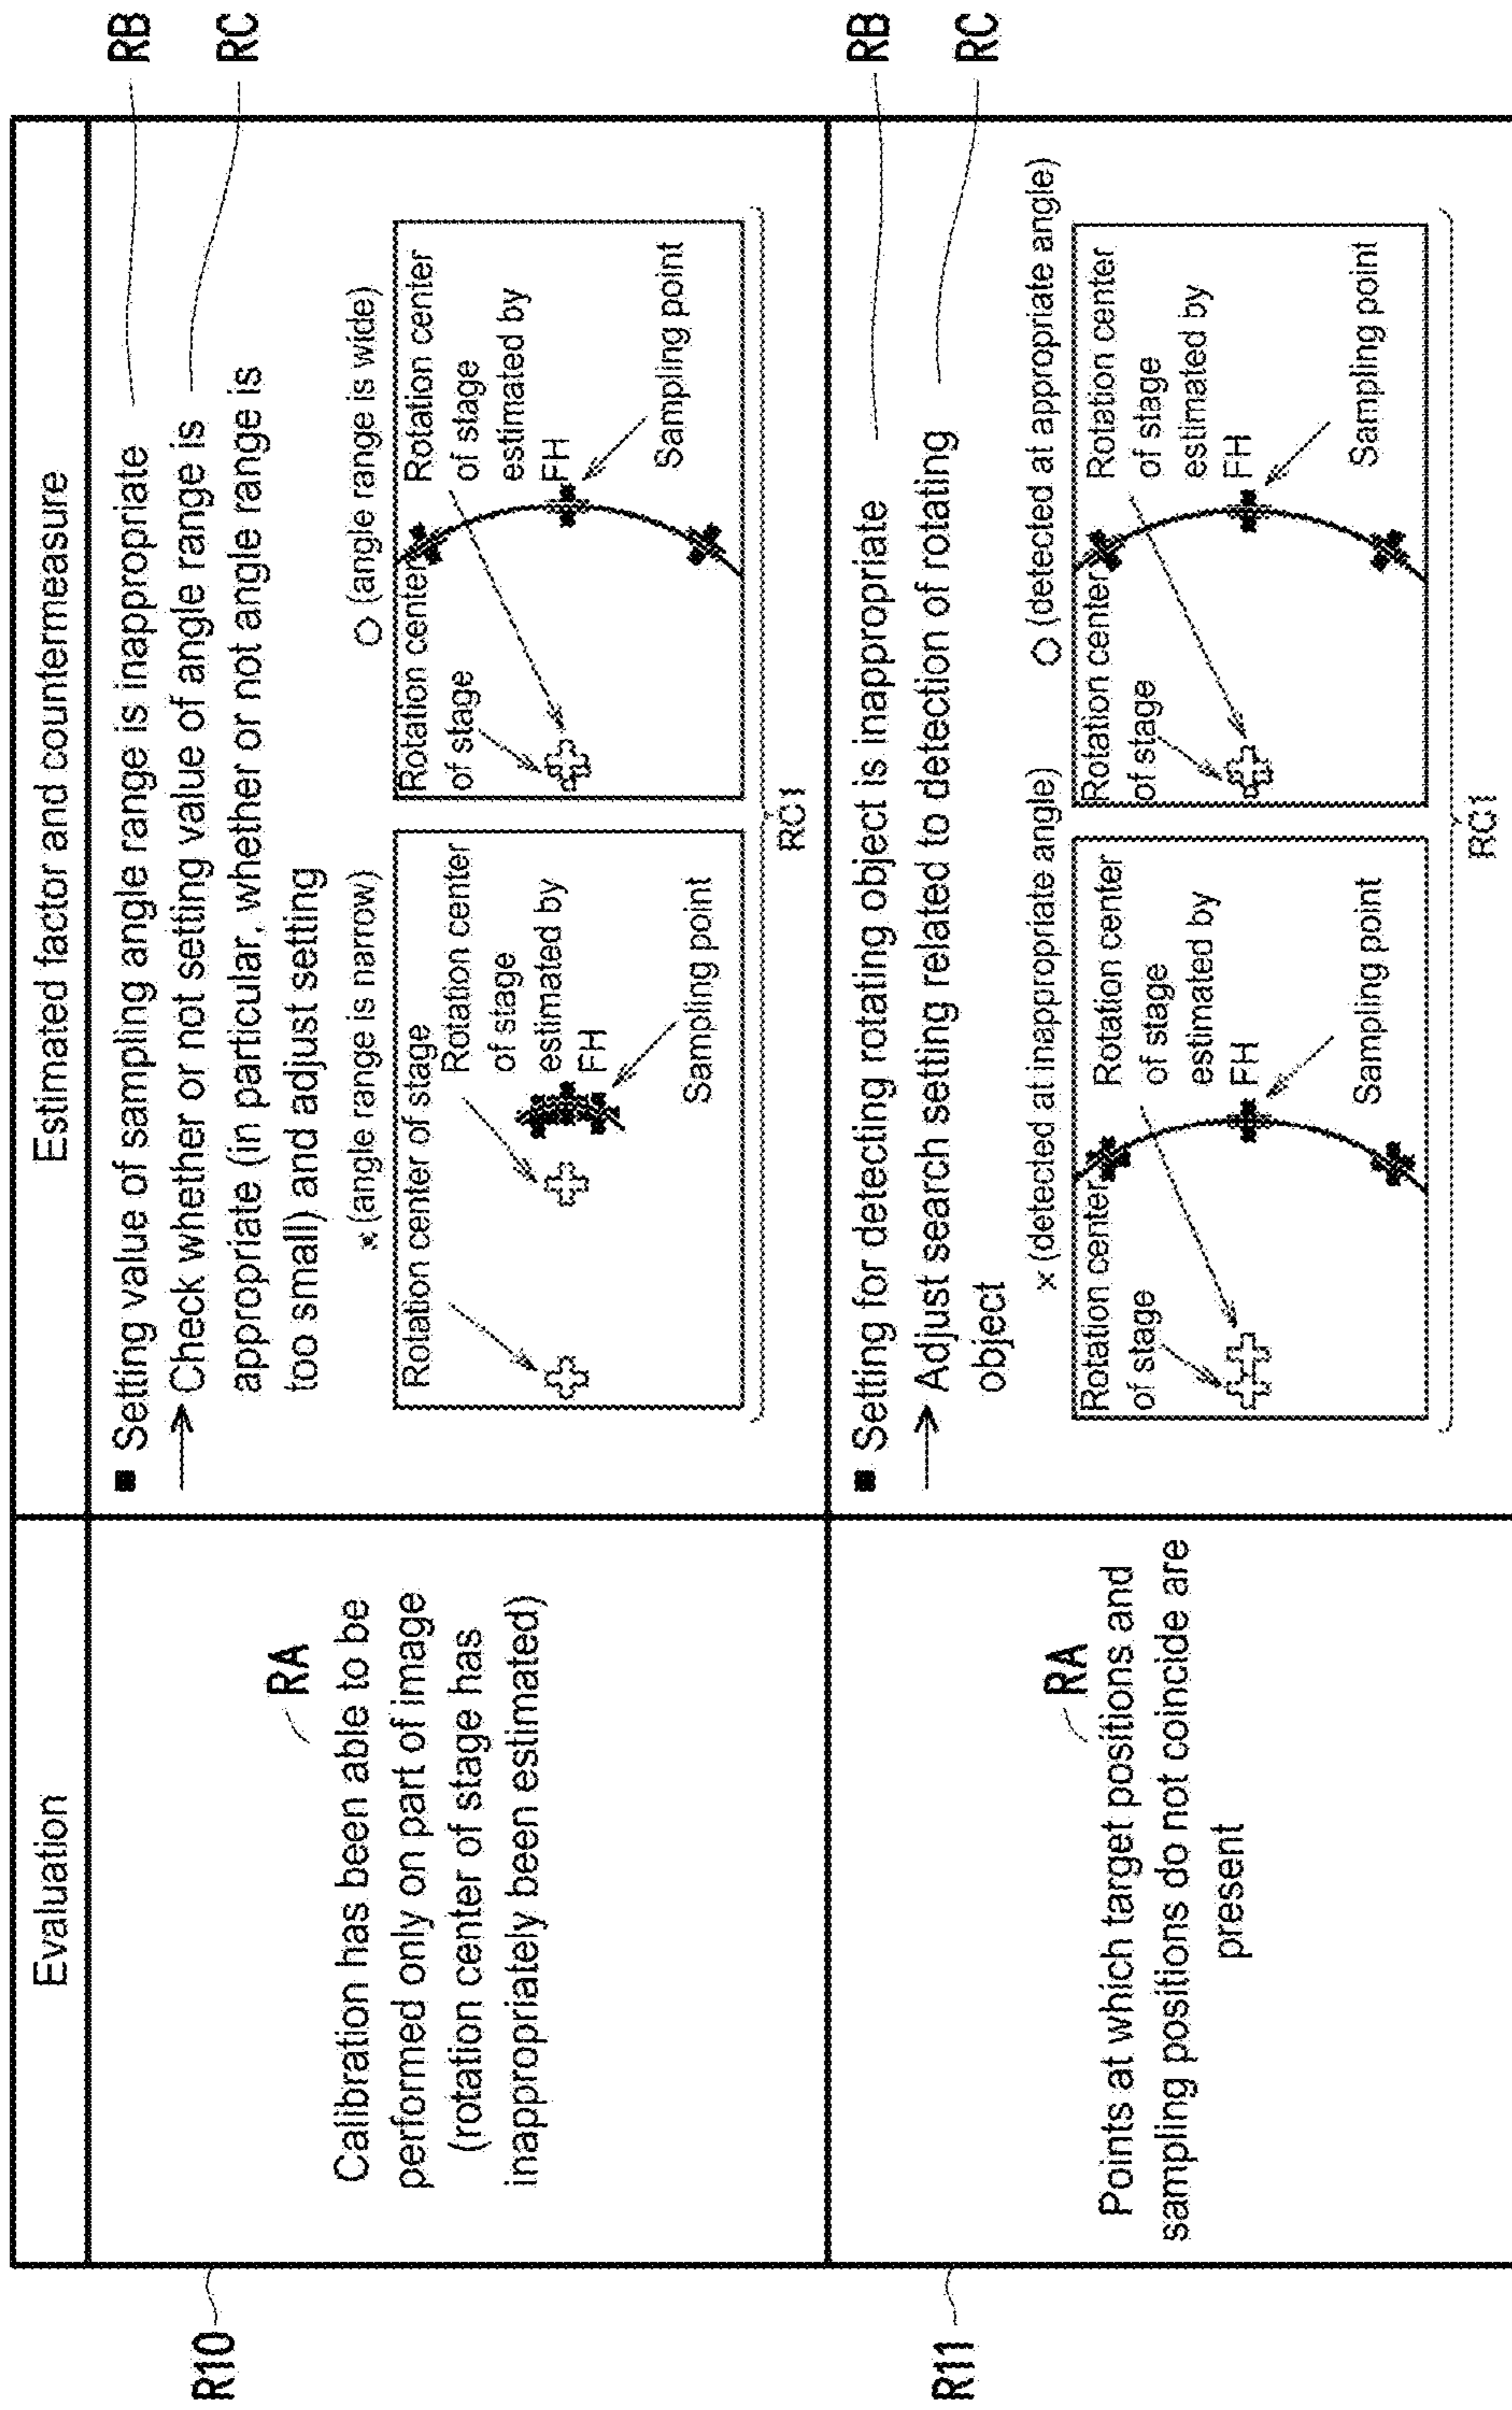 Evaluation
Estimated factor and countermeasure
R10
RA
Calibration has been able to be
performed only on part of image
(rotation center of stage has
inappropriately been estimated)
■ Setting value of sampling angle range is inappropriate
RB
→ Check whether or not setting value of angle range is
appropriate (in particular, whether or not angle range is
too small) and adjust setting
RC
× (angle range is narrow)
Rotation center of stage
Rotation center
of stage
estimated by
FH
Sampling point
○ (angle range is wide)
Rotation center
of stage
Rotation center
of stage
estimated by
FH
Sampling point
RC1
R11
RA
Points at which target positions and
sampling positions do not coincide are
present
■ Setting for detecting rotating object is inappropriate
RB
→ Adjust search setting related to detection of rotating
object
RC
× (detected at inappropriate angle)
Rotation center
of stage
Rotation center
of stage
estimated by
FH
Sampling point
○ (detected at appropriate angle)
Rotation center
of stage
Rotation center
of stage
estimated by
FH
Sampling point
RC1